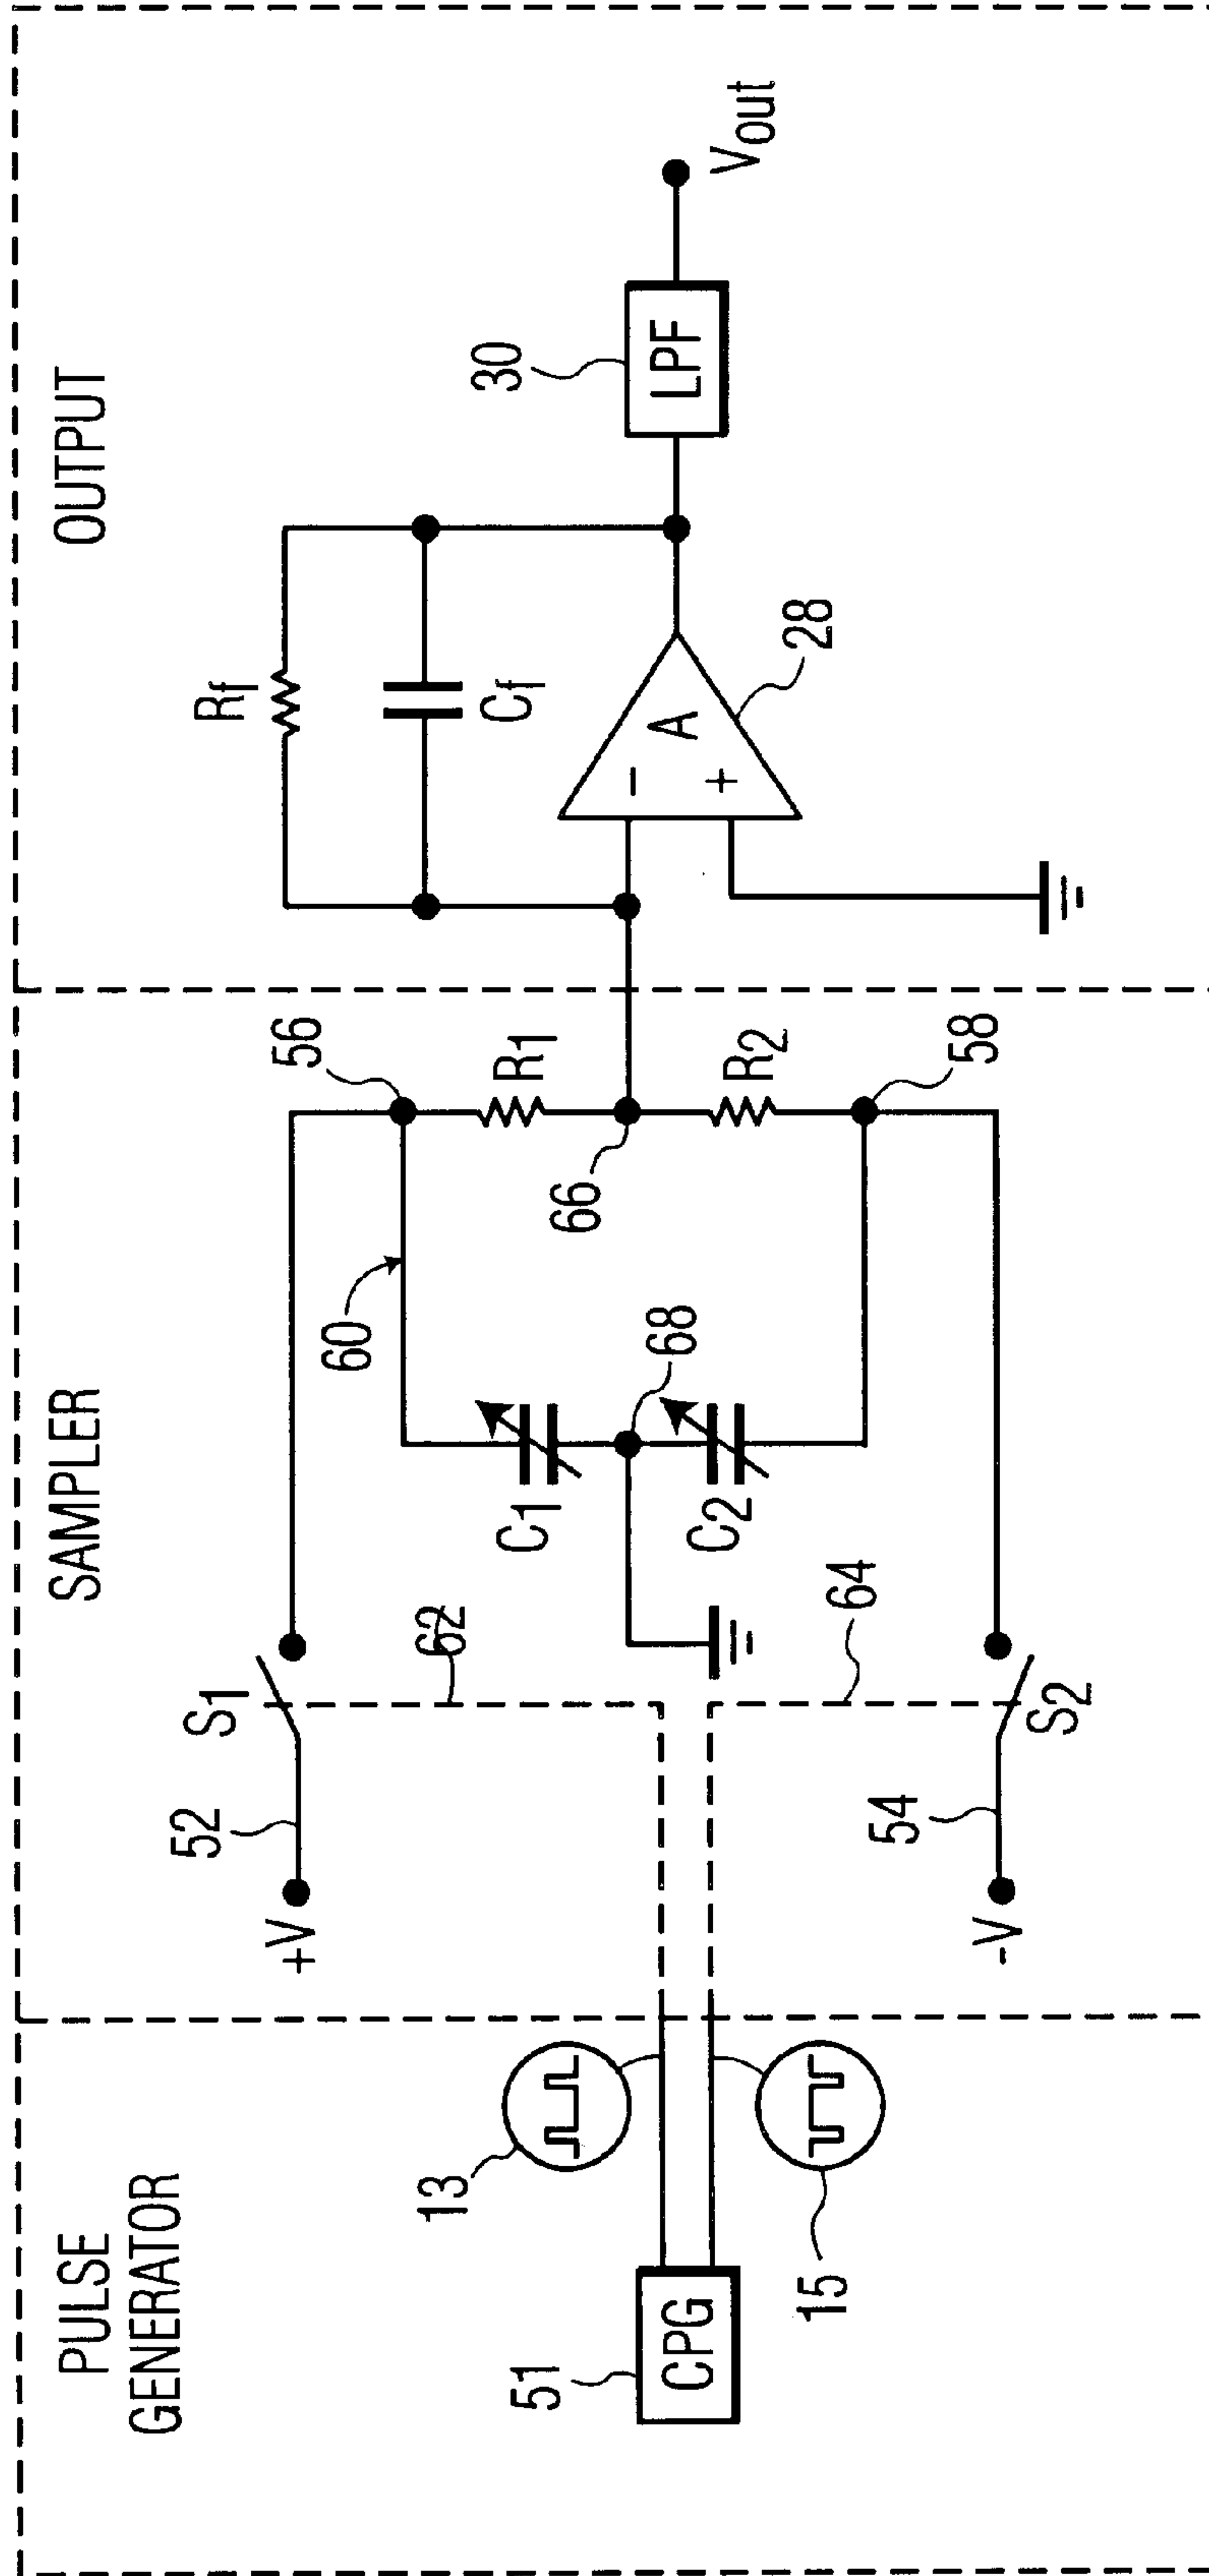 PULSE
GENERATOR
SAMPLER
OUTPUT
51
CPG
13
15
+V
52
S1
62
-V
54
S2
64
C1
C2
60
68
56
R1
66
R2
58
Rf
Cf
A
-
+
28
30
LPF
Vout